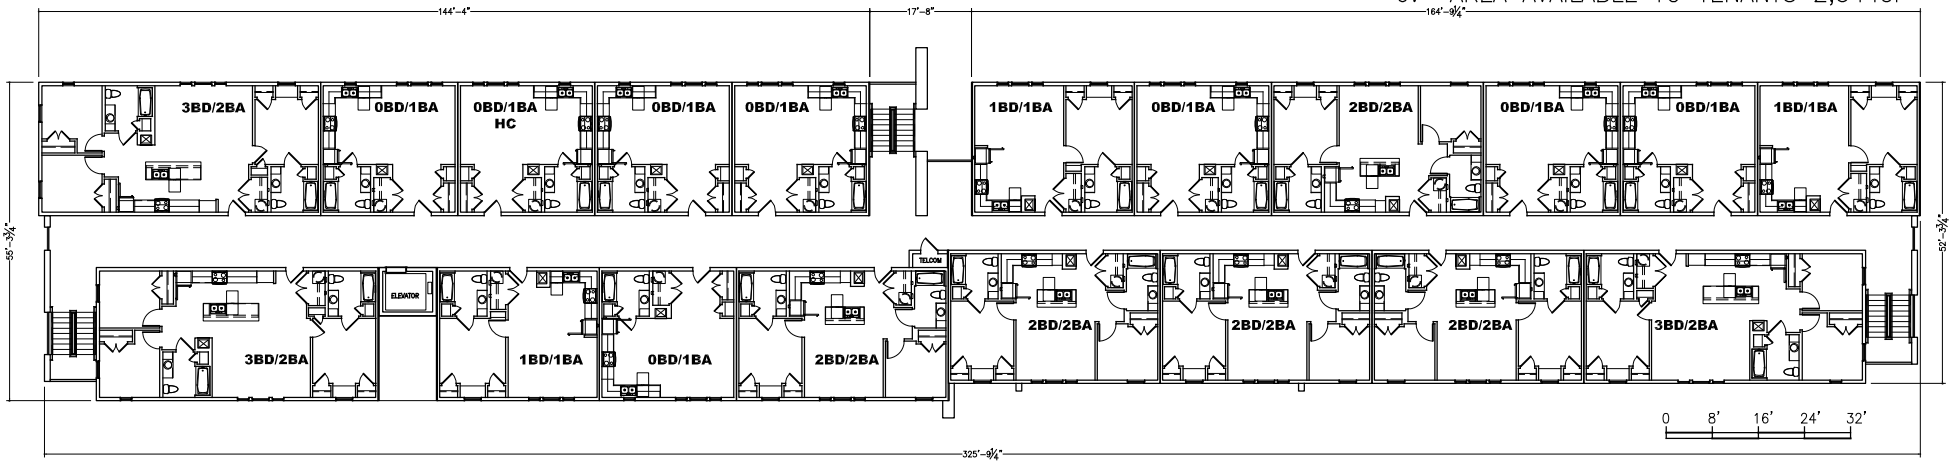 144'-4" 17'-8" 164'-9¼"
3BD/2BA 0BD/1BA 0BD/1BA 0BD/1BA 0BD/1BA 1BD/1BA 0BD/1BA 2BD/2BA 0BD/1BA 0BD/1BA 1BD/1BA
HC
55'-3¾"
52'-3¾"
TELCOM
ELEVATOR
2BD/2BA 2BD/2BA 2BD/2BA 3BD/2BA
3BD/2BA 1BD/1BA 0BD/1BA 2BD/2BA
0 8' 16' 24' 32'
325'-9¼"